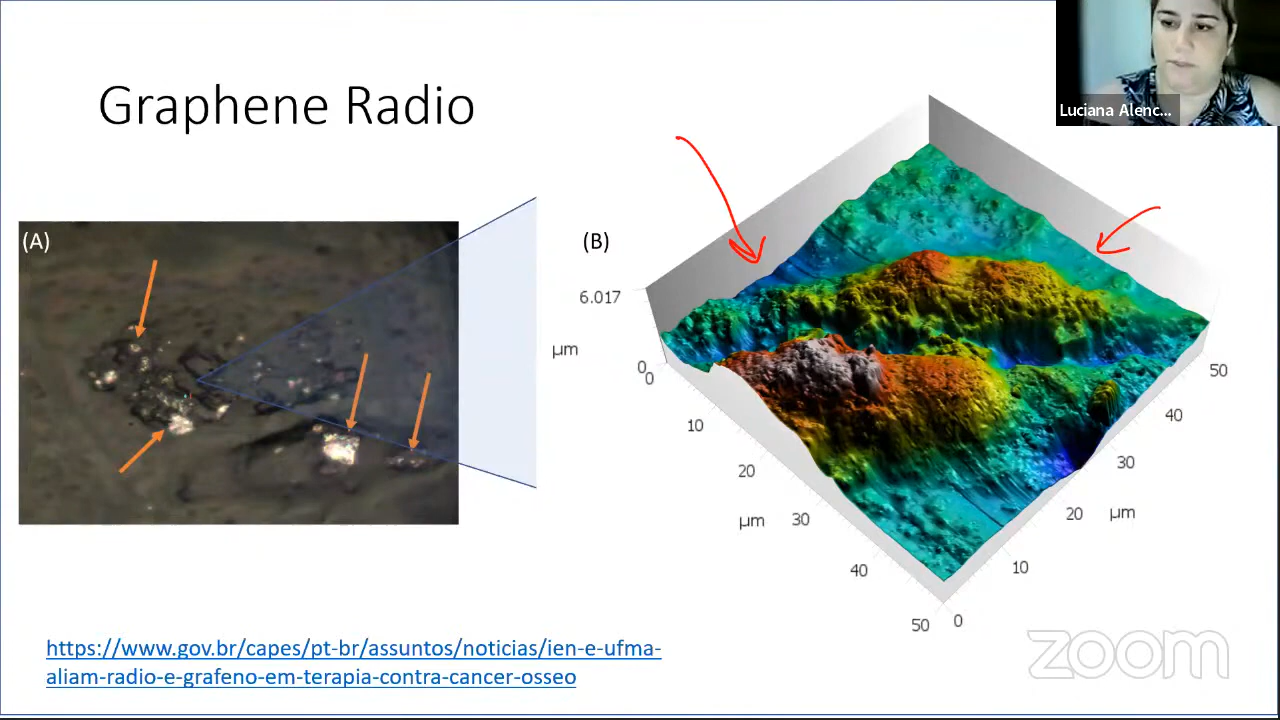 Graphene Radio
Luciana Alenc...
(A)
(B)
6.017
µm
0
0
10
20
µm
30
40
50
0
10
20
µm
30
40
50
https://www.gov.br/capes/pt-br/assuntos/noticias/ien-e-ufma-
aliam-radio-e-grafeno-em-terapia-contra-cancer-osseo
zoom